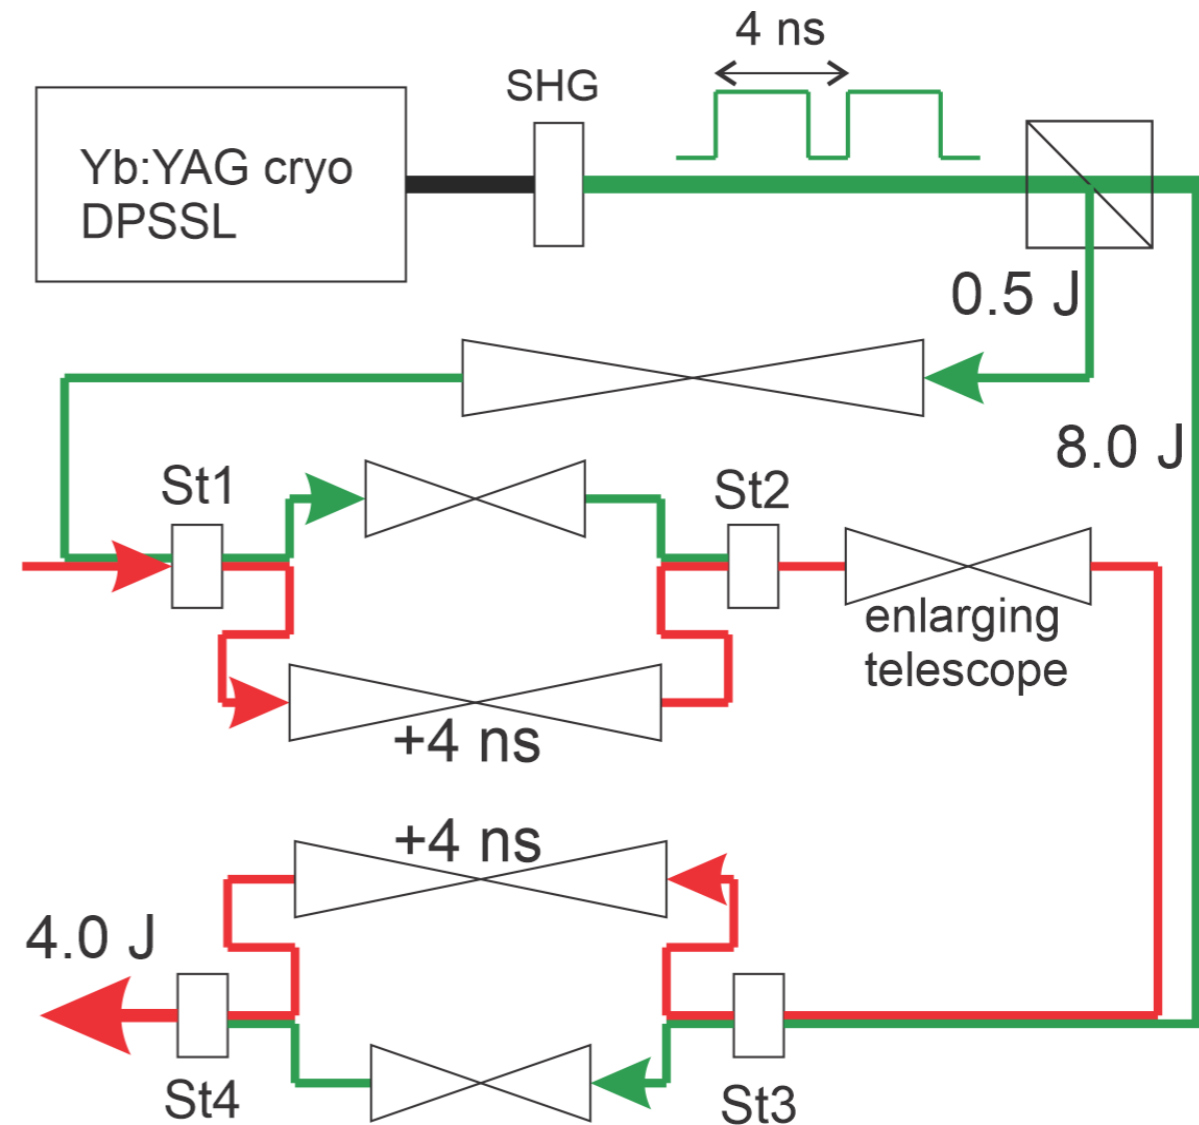 4 ns
SHG
Yb:YAG cryo
DPSSL
0.5 J
8.0 J
St1
St2
enlarging
telescope
+4 ns
+4 ns
4.0 J
St4
St3